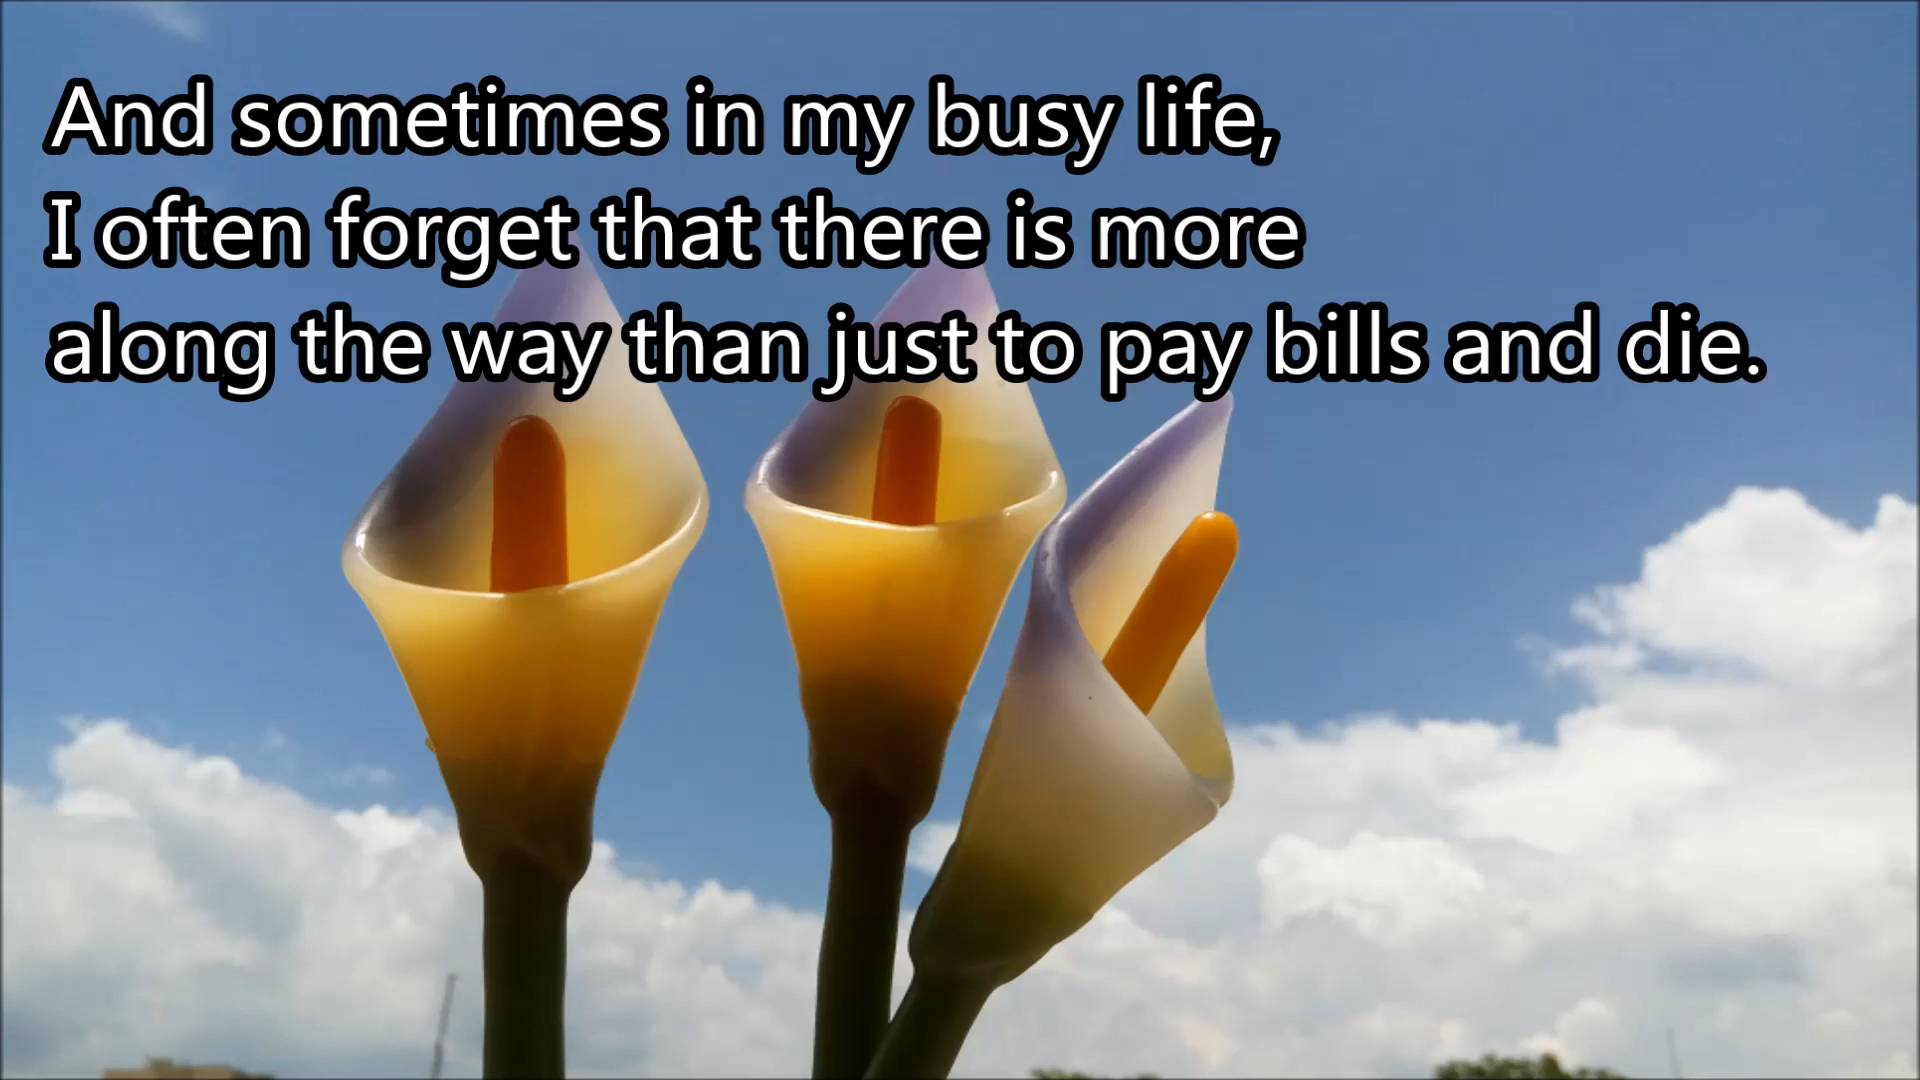 And sometimes in my busy life,
I often forget that there is more
along the way than just to pay bills and die.